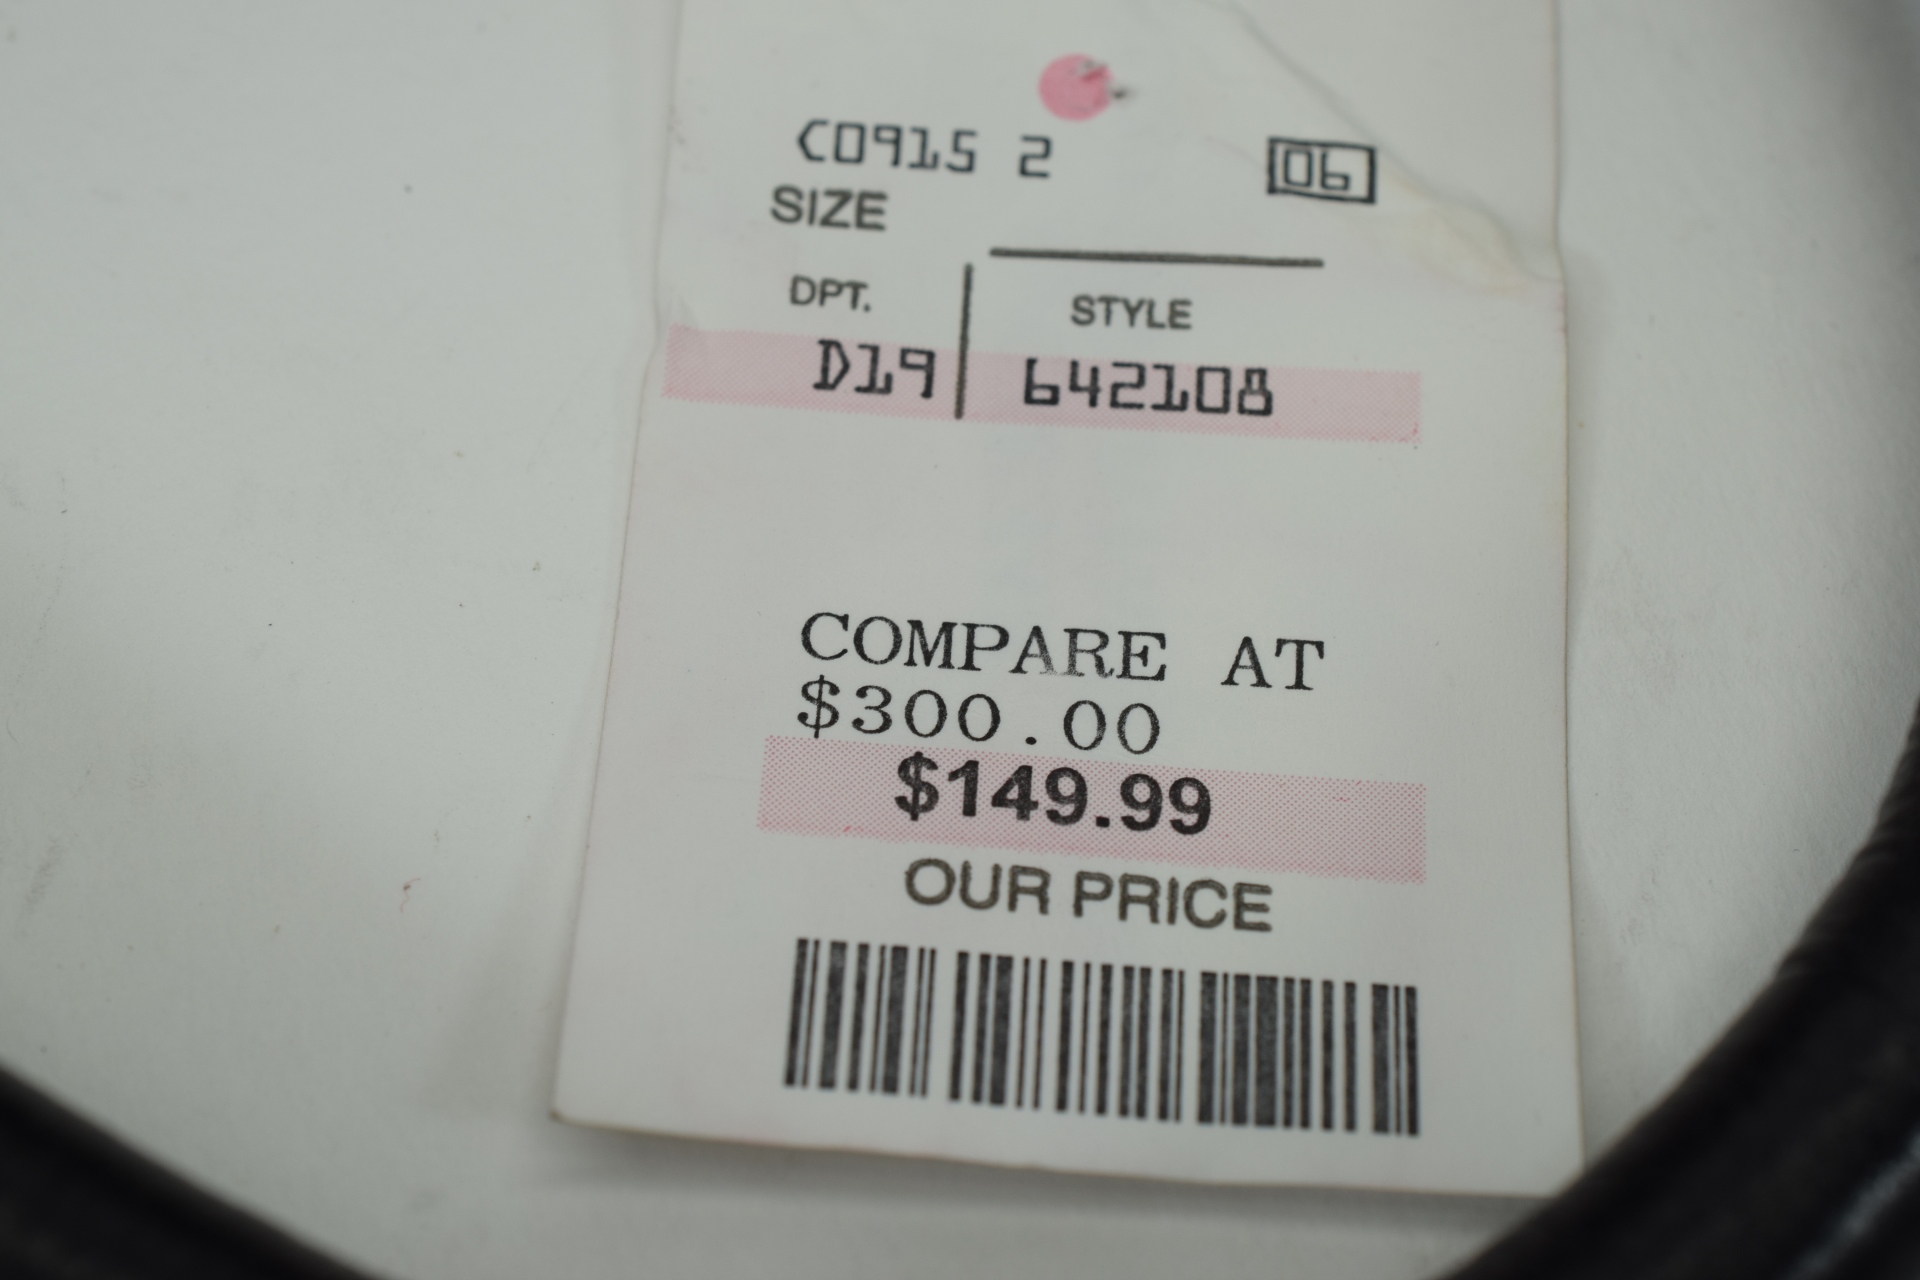 C0915 2 06
SIZE
DPT. STYLE
D19 642108
COMPARE AT
$300.00
$149.99
OUR PRICE